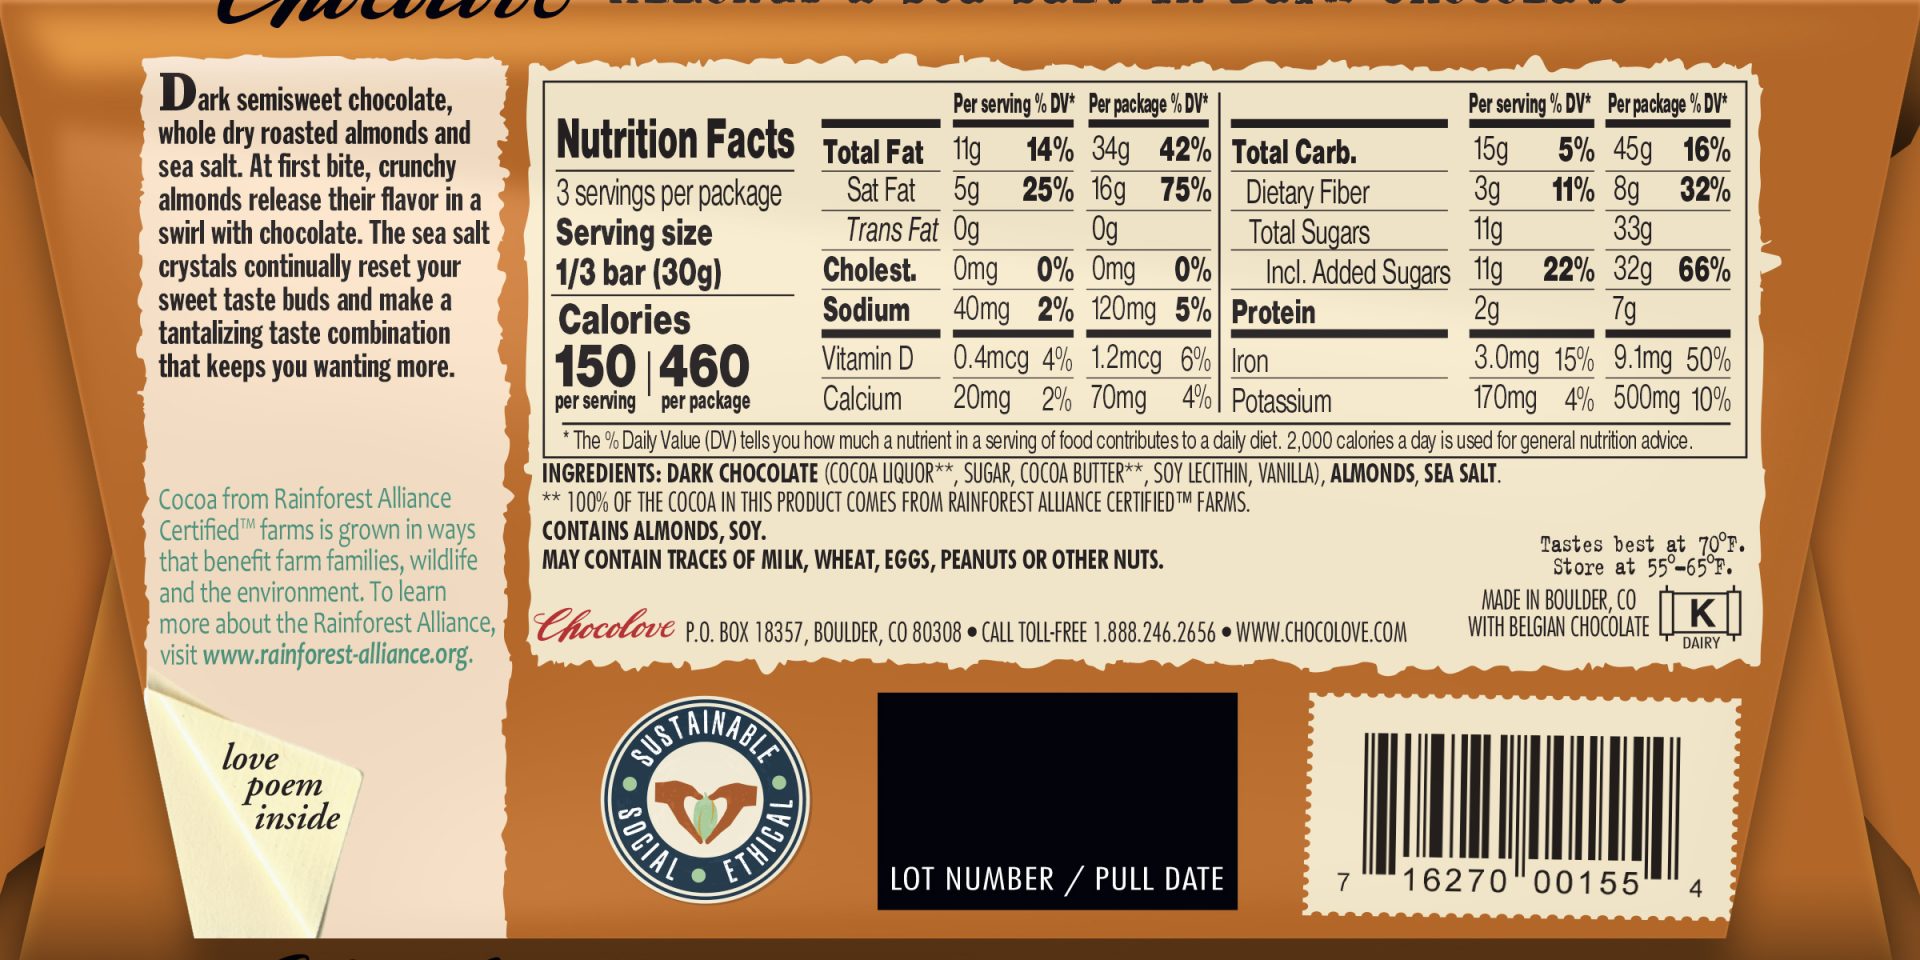 Chocolove ALMONDS & SEA SALT IN DARK CHOCOLATE
Dark semisweet chocolate,
whole dry roasted almonds and
sea salt. At first bite, crunchy
almonds release their flavor in a
swirl with chocolate. The sea salt
crystals continually reset your
sweet taste buds and make a
tantalizing taste combination
that keeps you wanting more.
Cocoa from Rainforest Alliance
Certified™ farms is grown in ways
that benefit farm families, wildlife
and the environment. To learn
more about the Rainforest Alliance,
visit www.rainforest-alliance.org.
love
poem
inside
Nutrition Facts
3 servings per package
Serving size
1/3 bar (30g)
Calories
150 | 460
per serving per package
Per serving % DV* Per package % DV*
Total Fat 11g 14% 34g 42%
Sat Fat 5g 25% 16g 75%
Trans Fat 0g 0g
Cholest. 0mg 0% 0mg 0%
Sodium 40mg 2% 120mg 5%
Vitamin D 0.4mcg 4% 1.2mcg 6%
Calcium 20mg 2% 70mg 4%
Per serving % DV* Per package % DV*
Total Carb. 15g 5% 45g 16%
Dietary Fiber 3g 11% 8g 32%
Total Sugars 11g 33g
Incl. Added Sugars 11g 22% 32g 66%
Protein 2g 7g
Iron 3.0mg 15% 9.1mg 50%
Potassium 170mg 4% 500mg 10%
* The % Daily Value (DV) tells you how much a nutrient in a serving of food contributes to a daily diet. 2,000 calories a day is used for general nutrition advice.
INGREDIENTS: DARK CHOCOLATE (COCOA LIQUOR**, SUGAR, COCOA BUTTER**, SOY LECITHIN, VANILLA), ALMONDS, SEA SALT.
** 100% OF THE COCOA IN THIS PRODUCT COMES FROM RAINFOREST ALLIANCE CERTIFIED™ FARMS.
CONTAINS ALMONDS, SOY.
MAY CONTAIN TRACES OF MILK, WHEAT, EGGS, PEANUTS OR OTHER NUTS.
Tastes best at 70°F.
Store at 55°–65°F.
MADE IN BOULDER, CO
WITH BELGIAN CHOCOLATE
K
DAIRY
Chocolove P.O. BOX 18357, BOULDER, CO 80308 • CALL TOLL-FREE 1.888.246.2656 • WWW.CHOCOLOVE.COM
SUSTAINABLE • SOCIAL • ETHICAL •
LOT NUMBER / PULL DATE
7 16270 00155 4